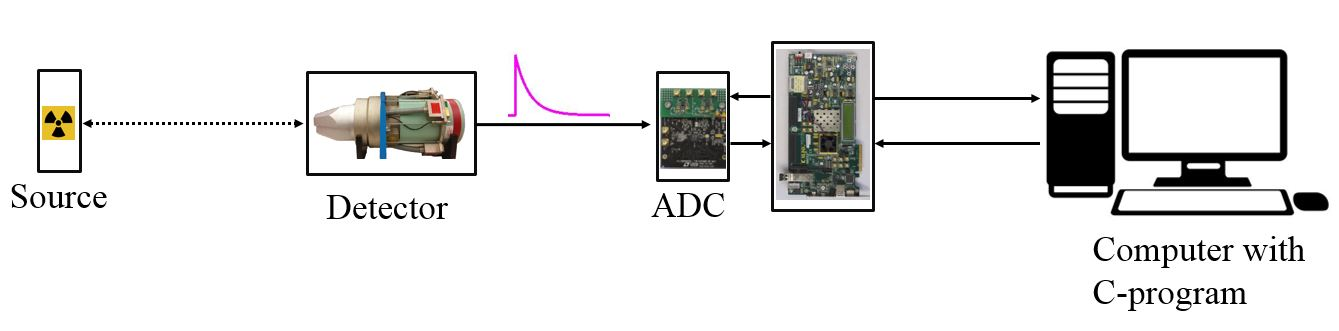 Source
Detector
ADC
Computer with
C-program